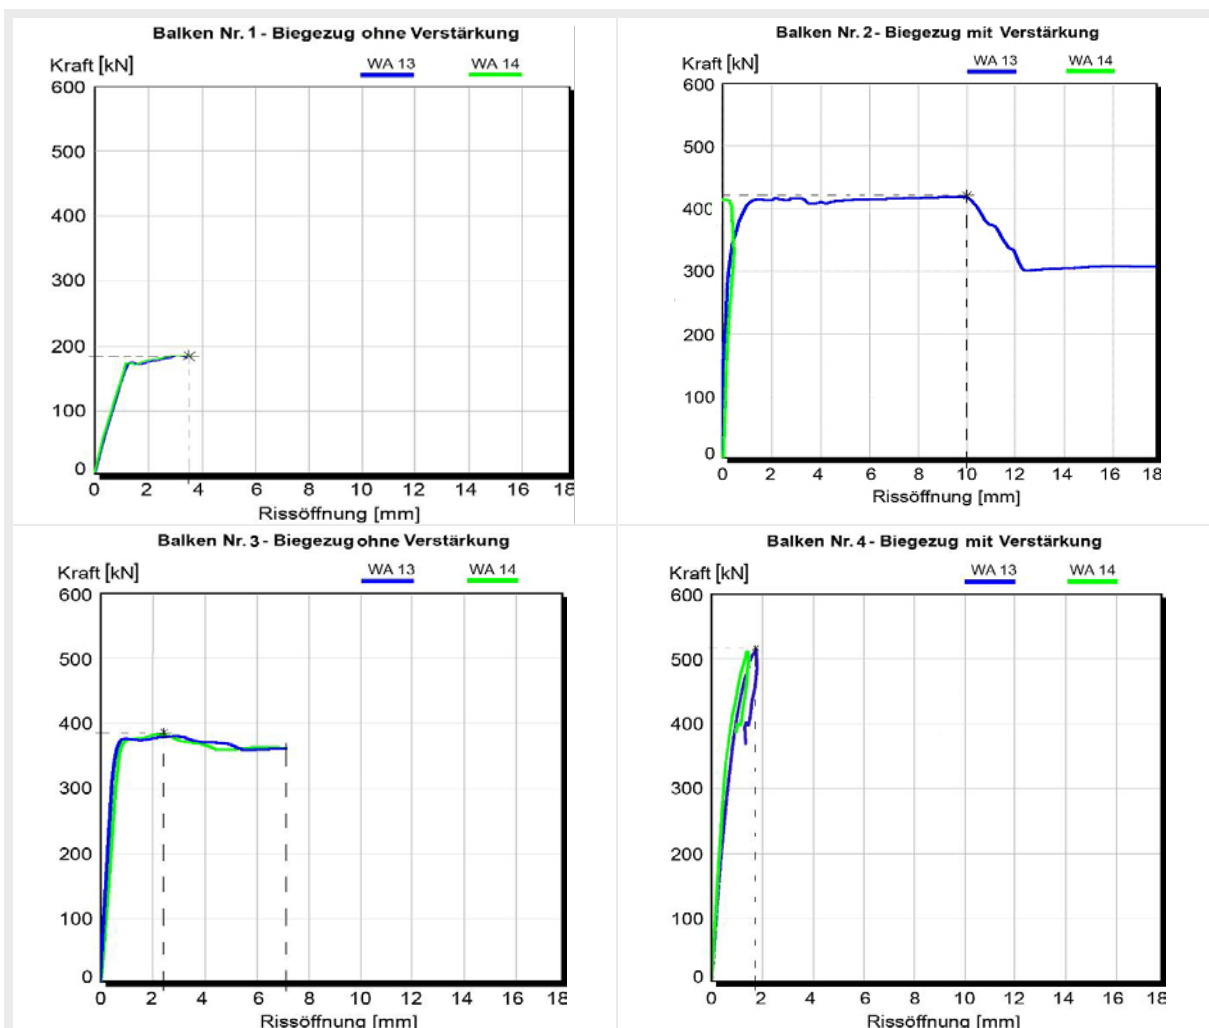 Balken Nr. 1 - Biegezug ohne Verstärkung
Kraft [kN]
WA 13
WA 14
600
500
400
300
200
100
0
0 2 4 6 8 10 12 14 16 18
Rissöffnung [mm]
Balken Nr. 2 - Biegezug mit Verstärkung
Kraft [kN]
WA 13
WA 14
600
500
400
300
200
100
0
0 2 4 6 8 10 12 14 16 18
Rissöffnung [mm]
Balken Nr. 3 - Biegezug ohne Verstärkung
Kraft [kN]
WA 13
WA 14
600
500
400
300
200
100
0
0 2 4 6 8 10 12 14 16 18
Rissöffnung [mm]
Balken Nr. 4 - Biegezug mit Verstärkung
Kraft [kN]
WA 13
WA 14
600
500
400
300
200
100
0
0 2 4 6 8 10 12 14 16 18
Rissöffnung [mm]